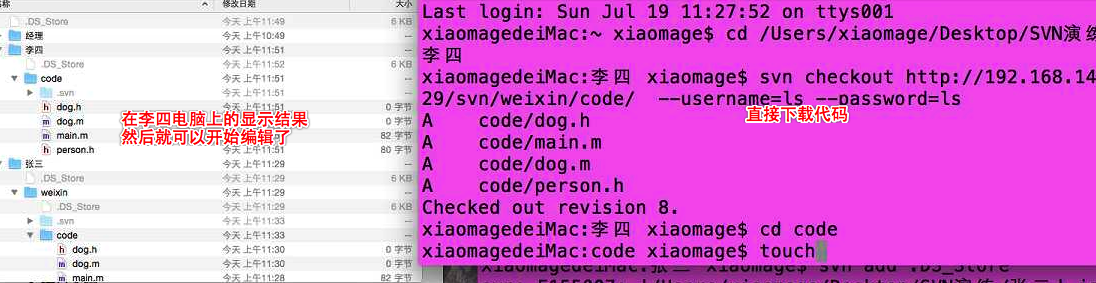 名称 修改日期 大小
.DS_Store 今天 上午11:49 6 KB
经理 今天 上午10:49 --
李四 今天 上午11:51 --
.DS_Store 今天 上午11:52 6 KB
code 今天 上午11:51 --
.svn 今天 上午11:51 --
dog.h 今天 上午11:51 0 字节
dog.m 今天 上午11:51 0 字节
main.m 今天 上午11:51 82 字节
person.h 今天 上午11:51 80 字节
张三 今天 上午11:29 --
.DS_Store 今天 上午11:29 6 KB
weixin 今天 上午11:29 --
.DS_Store 今天 上午11:29 6 KB
.svn 今天 上午11:33 --
code 今天 上午11:33 --
dog.h 今天 上午11:30 0 字节
dog.m 今天 上午11:30 0 字节
main.m 今天 上午11:28 82 字节
在李四电脑上的显示结果
然后就可以开始编辑了
Last login: Sun Jul 19 11:27:52 on ttys001
xiaomagedeiMac:~ xiaomage$ cd /Users/xiaomage/Desktop/SVN演练
李四
xiaomagedeiMac:李四 xiaomage$ svn checkout http://192.168.14
29/svn/weixin/code/ --username=ls --password=ls
直接下载代码
A code/dog.h
A code/main.m
A code/dog.m
A code/person.h
Checked out revision 8.
xiaomagedeiMac:李四 xiaomage$ cd code
xiaomagedeiMac:code xiaomage$ touch
xiaomagedeiMac:张三 xiaomage$ svn add .DS_Store